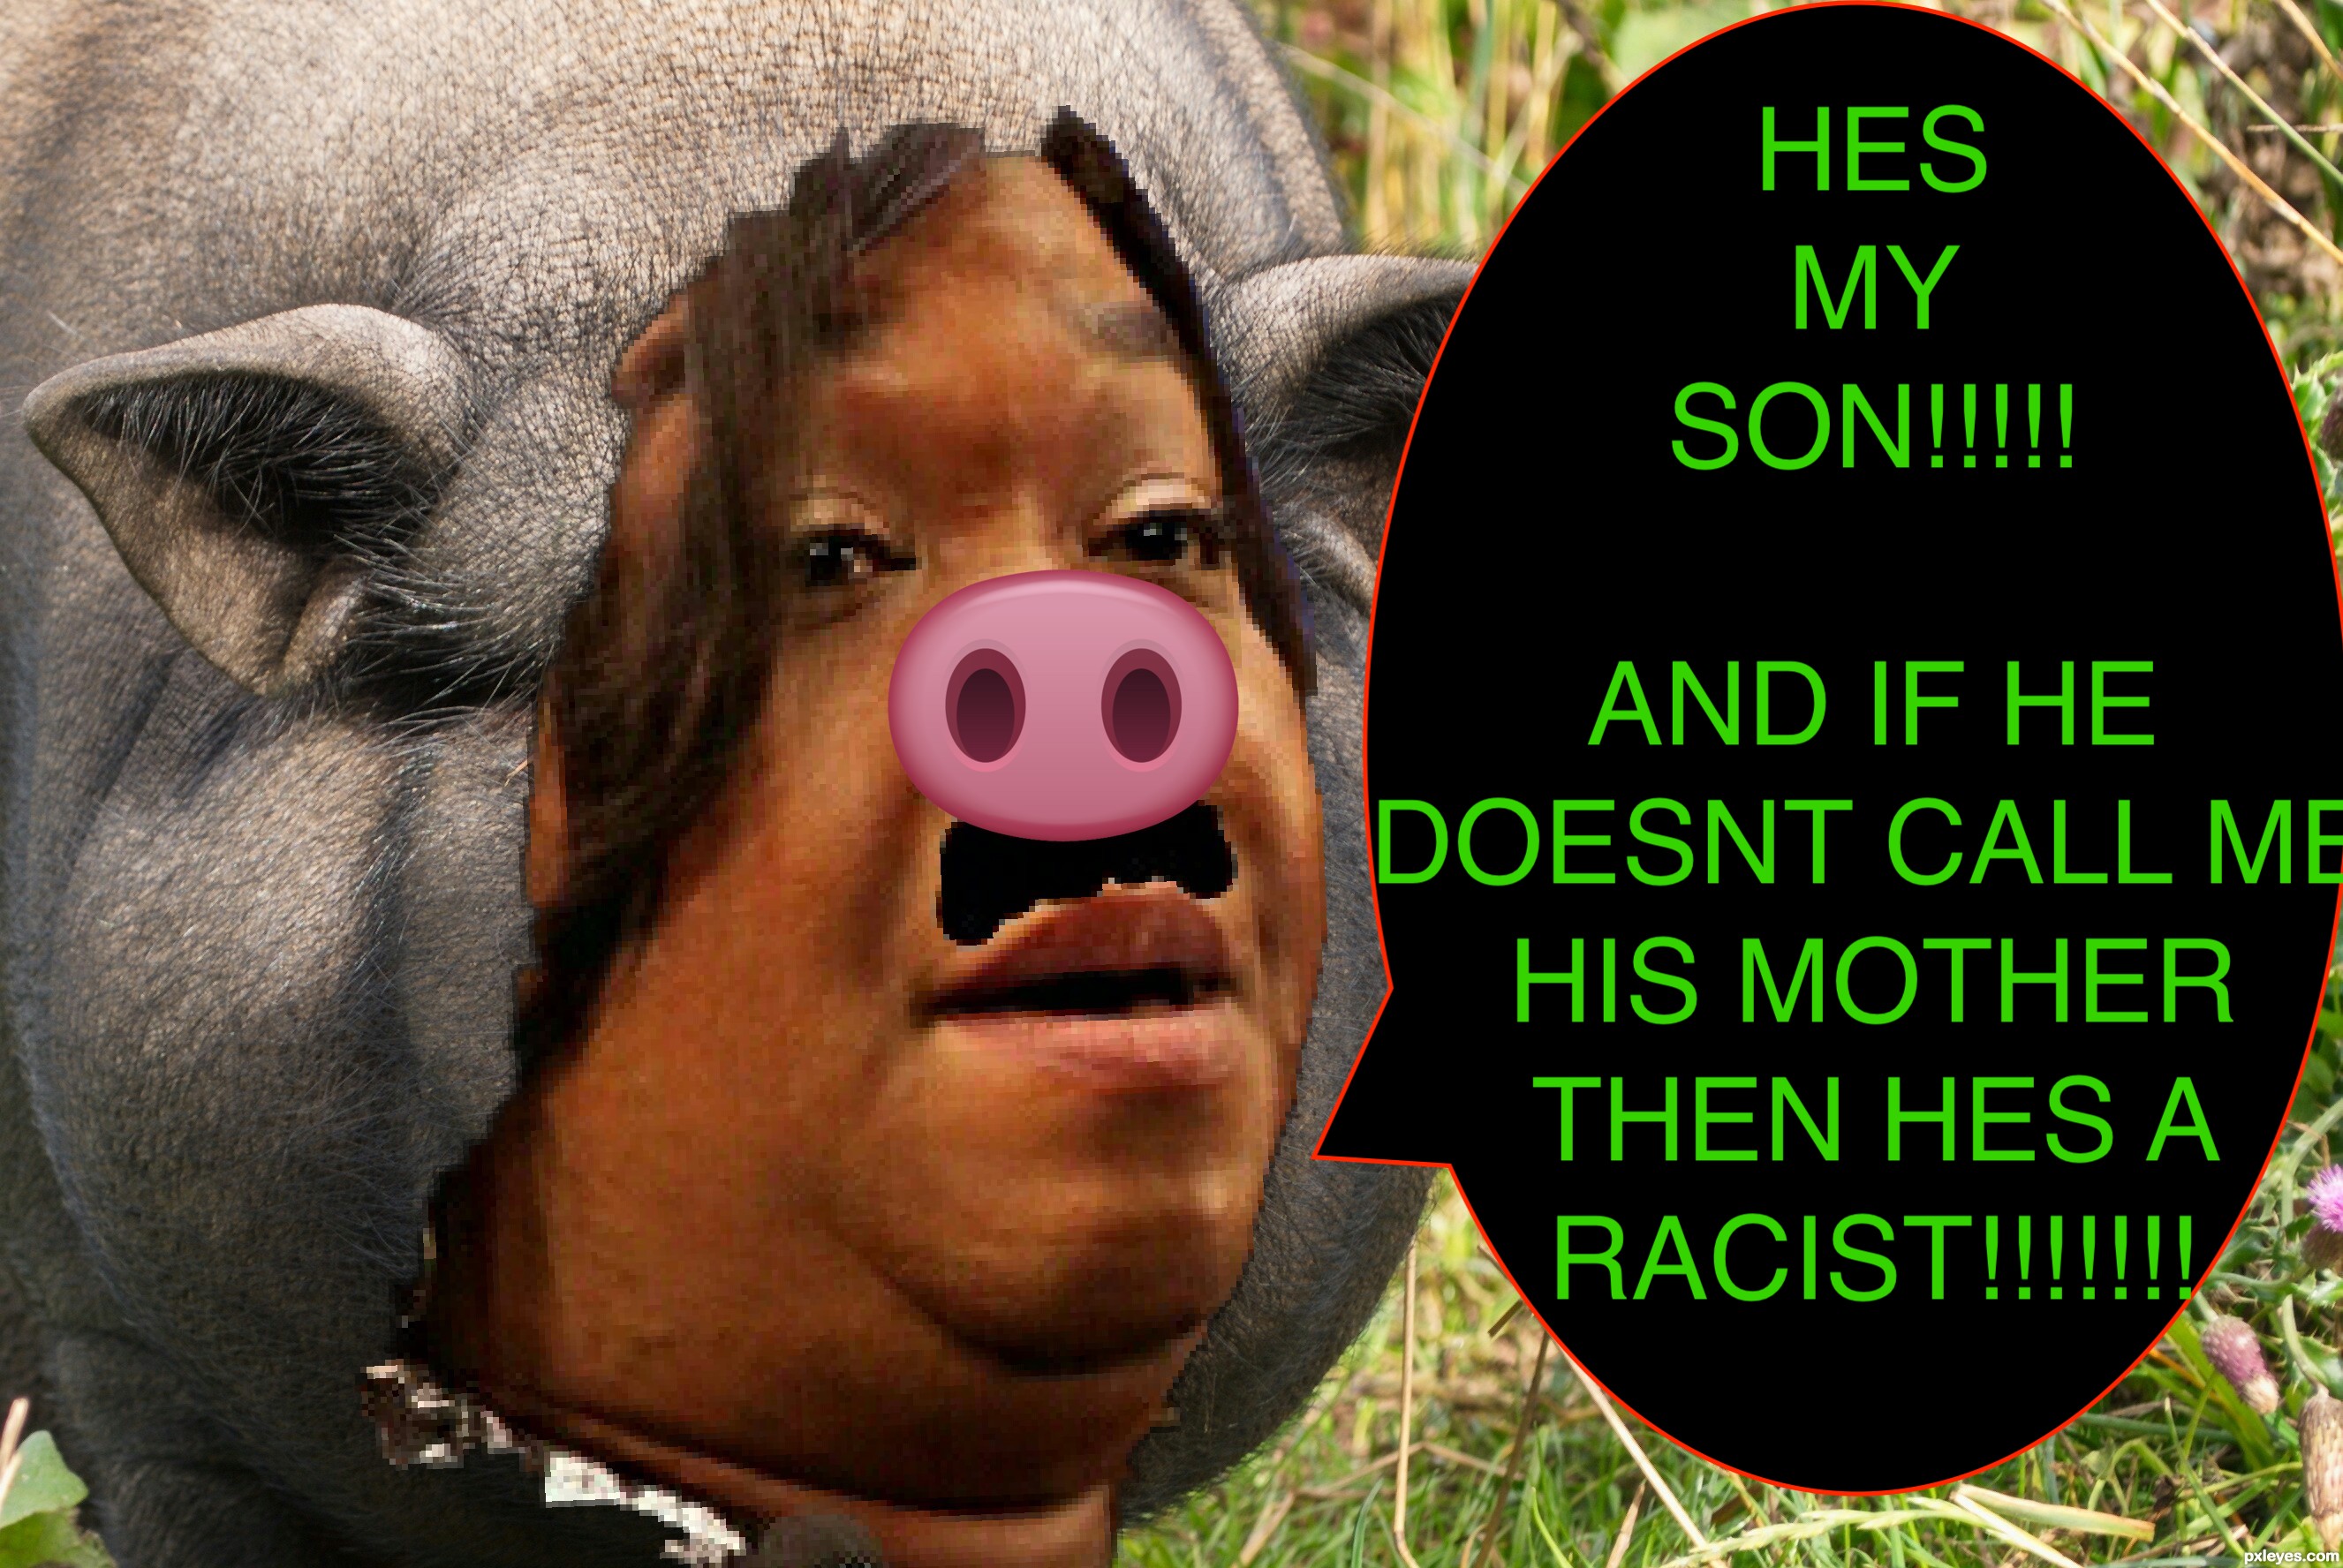 HES
MY
SON!!!!!
AND IF HE
DOESNT CALL ME
HIS MOTHER
THEN HES A
RACIST!!!!!!!
pxleyes.com